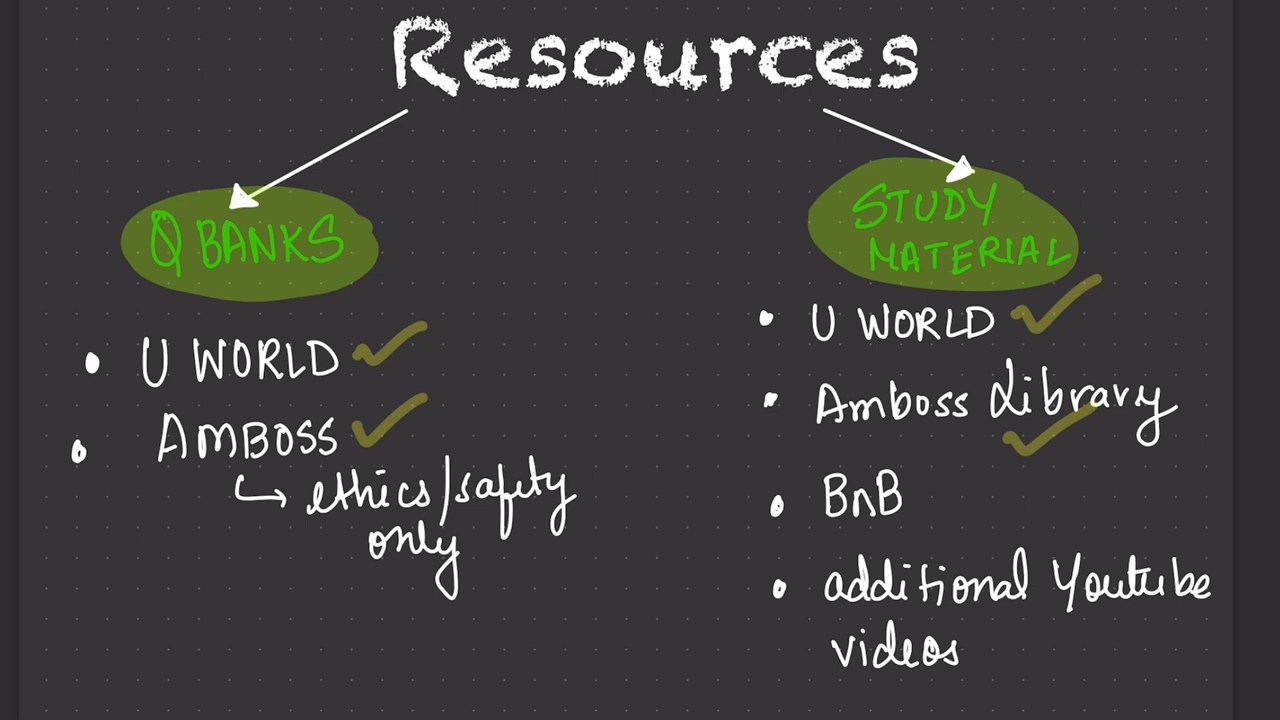 Resources
Q BANKS
• U WORLD
• AMBOSS
ethics/safety
only
STUDY
MATERIAL
• U WORLD
• Amboss Library
• BnB
• additional Youtube
videos